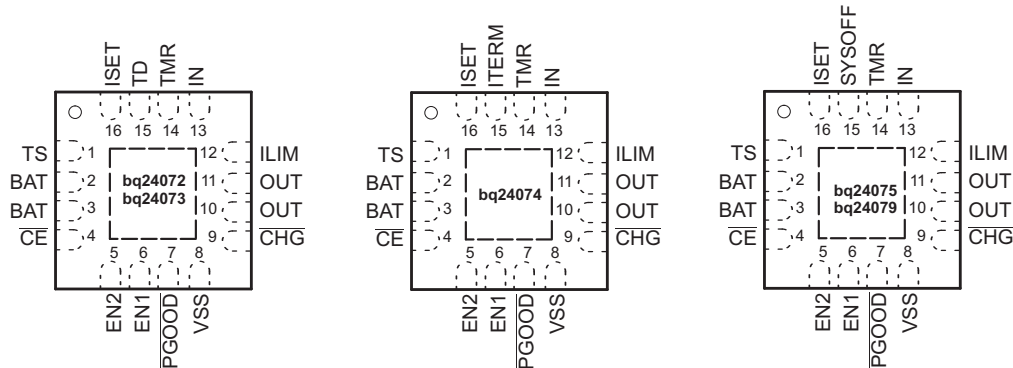 ISET TD TMR IN
16 15 14 13
TS 1 12 ILIM
BAT 2 bq24072 11 OUT
BAT 3 bq24073 10 OUT
CE 4 9 CHG
5 6 7 8
EN2 EN1 PGOOD VSS
ISET ITERM TMR IN
16 15 14 13
TS 1 12 ILIM
BAT 2 11 OUT
bq24074
BAT 3 10 OUT
CE 4 9 CHG
5 6 7 8
EN2 EN1 PGOOD VSS
ISET SYSOFF TMR IN
16 15 14 13
TS 1 12 ILIM
BAT 2 bq24075 11 OUT
BAT 3 bq24079 10 OUT
CE 4 9 CHG
5 6 7 8
EN2 EN1 PGOOD VSS